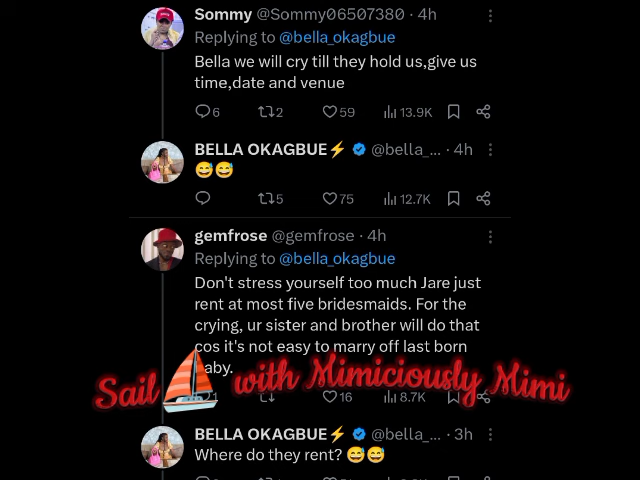 Sommy @Sommy06507380 · 4h
Replying to @bella_okagbue
Bella we will cry till they hold us,give us
time,date and venue
6 2 59 13.9K
BELLA OKAGBUE⚡ @bella_... · 4h
😅😅
5 75 12.7K
gemfrose @gemfrose · 4h
Replying to @bella_okagbue
Don't stress yourself too much Jare just
rent at most five bridesmaids. For the
crying, ur sister and brother will do that
cos it's not easy to marry off last born
baby.
Sail with Mimiciously Mimi
1 16 8.7K
BELLA OKAGBUE⚡ @bella_... · 3h
Where do they rent? 😅😅